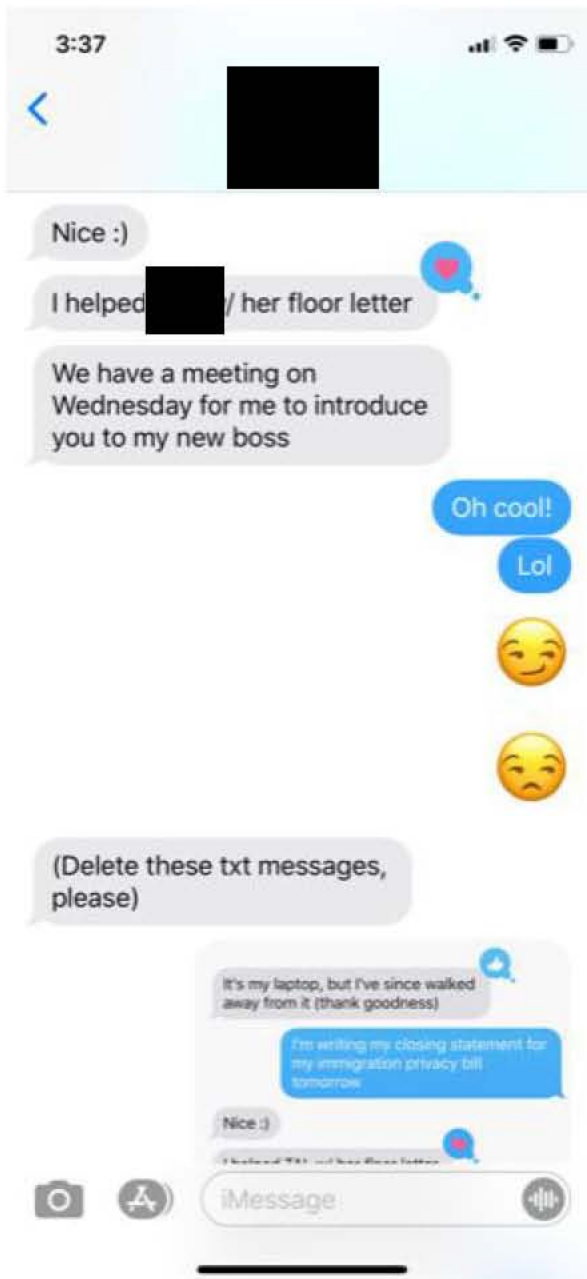 3:37
Nice :)
I helped / her floor letter
We have a meeting on
Wednesday for me to introduce
you to my new boss
Oh cool!
Lol
(Delete these txt messages,
please)
It's my laptop, but I've since walked
away from it (thank goodness)
I'm writing my closing statement for
my immigration privacy bill
tomorrow
Nice :)
iMessage